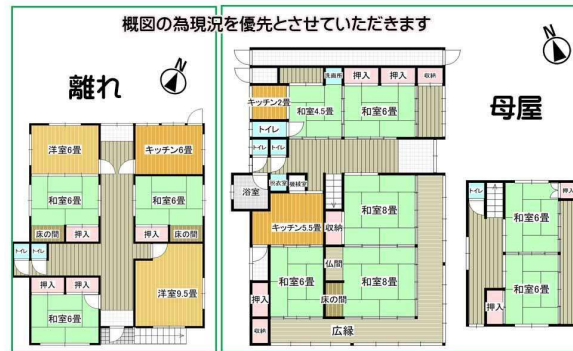 概図の為現況を優先とさせていただきます
離れ
N
洋室6畳
キッチン6畳
和室6畳
和室6畳
床の間
押入
押入
床の間
トイレ
トイレ
押入
押入
洋室9.5畳
和室6畳
N
母屋
洗面所
押入
押入
収納
キッチン2畳
和室4.5畳
和室6畳
トイレ
トイレ
トイレ
脱衣室
機械室
浴室
キッチン5.5畳
収納
和室8畳
仏間
和室6畳
和室8畳
床の間
押入
収納
広縁
トイレ
押入
和室6畳
和室6畳
押入